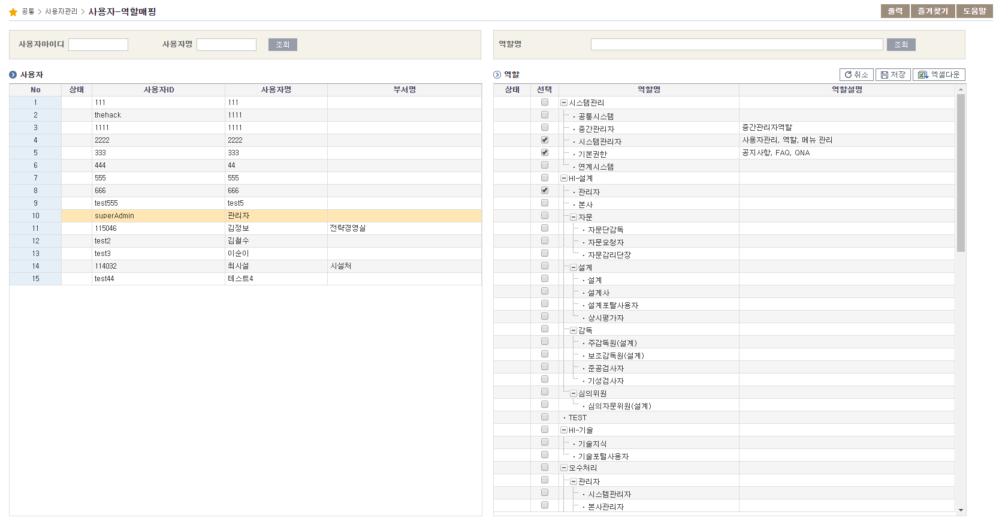 공통 > 사용자관리 > 사용자-역할매핑
출력 즐겨찾기 도움말
사용자아이디 사용자명 조회
역할명 조회
사용자
No 상태 사용자ID 사용자명 부서명
1 111 111
2 thehack 1111
3 1111 1111
4 2222 2222
5 333 333
6 444 44
7 555 555
8 666 666
9 test555 test5
10 superAdmin 관리자
11 115046 김정보 전략경영실
12 test2 김철수
13 test3 이순이
14 114032 최시설 시설처
15 test44 테스트4
역할
취소 저장 엑셀다운
상태 선택 역할명 역할설명
시스템관리
공통시스템
중간관리자 중간관리자역할
시스템관리자 사용자관리, 역할, 메뉴 관리
기본권한 공지사항, FAQ, QNA
연계시스템
HI-설계
관리자
본사
자문
자문단감독
자문요청자
자문감리단장
설계
설계
설계사
설계포탈사용자
상시평가자
감독
주감독원(설계)
보조감독원(설계)
준공검사자
기성검사자
심의위원
심의자문위원(설계)
TEST
HI-기술
기술지식
기술포털사용자
오수처리
관리자
시스템관리자
본사관리자